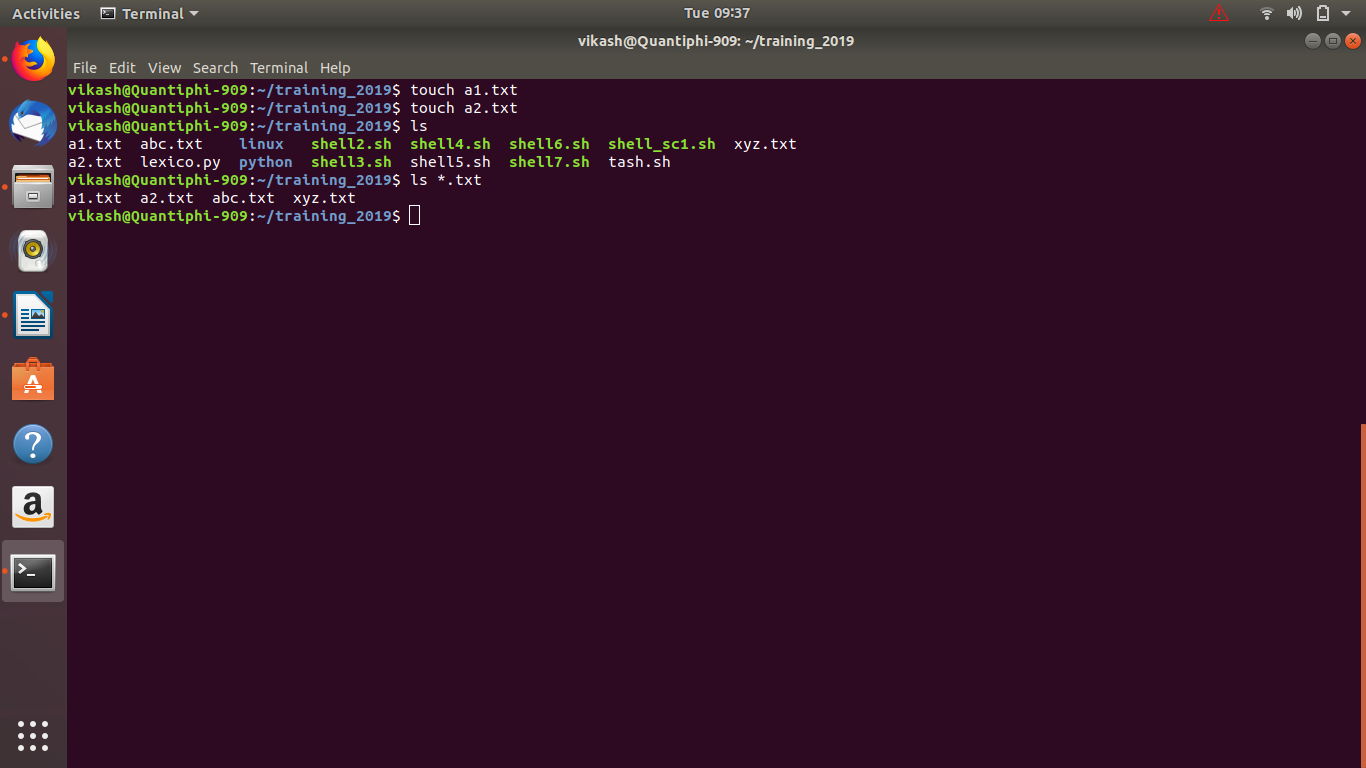 Activities Terminal Tue 09:37
vikash@Quantiphi-909: ~/training_2019
File Edit View Search Terminal Help
vikash@Quantiphi-909:~/training_2019$ touch a1.txt
vikash@Quantiphi-909:~/training_2019$ touch a2.txt
vikash@Quantiphi-909:~/training_2019$ ls
a1.txt  abc.txt    linux   shell2.sh  shell4.sh  shell6.sh  shell_sc1.sh  xyz.txt
a2.txt  lexico.py  python  shell3.sh  shell5.sh  shell7.sh  tash.sh
vikash@Quantiphi-909:~/training_2019$ ls *.txt
a1.txt  a2.txt  abc.txt  xyz.txt
vikash@Quantiphi-909:~/training_2019$